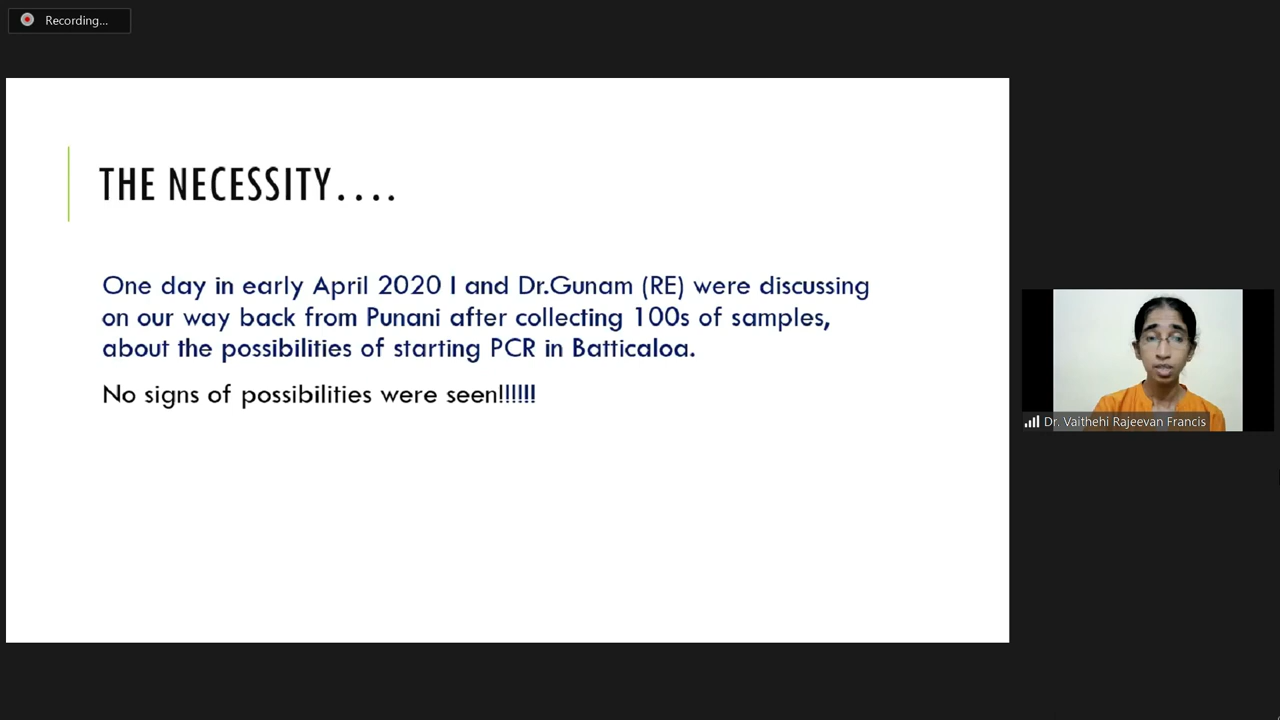 Recording...
THE NECESSITY....
One day in early April 2020 I and Dr.Gunam (RE) were discussing
on our way back from Punani after collecting 100s of samples,
about the possibilities of starting PCR in Batticaloa.
No signs of possibilities were seen!!!!!!
Dr. Vaithehi Rajeevan Francis